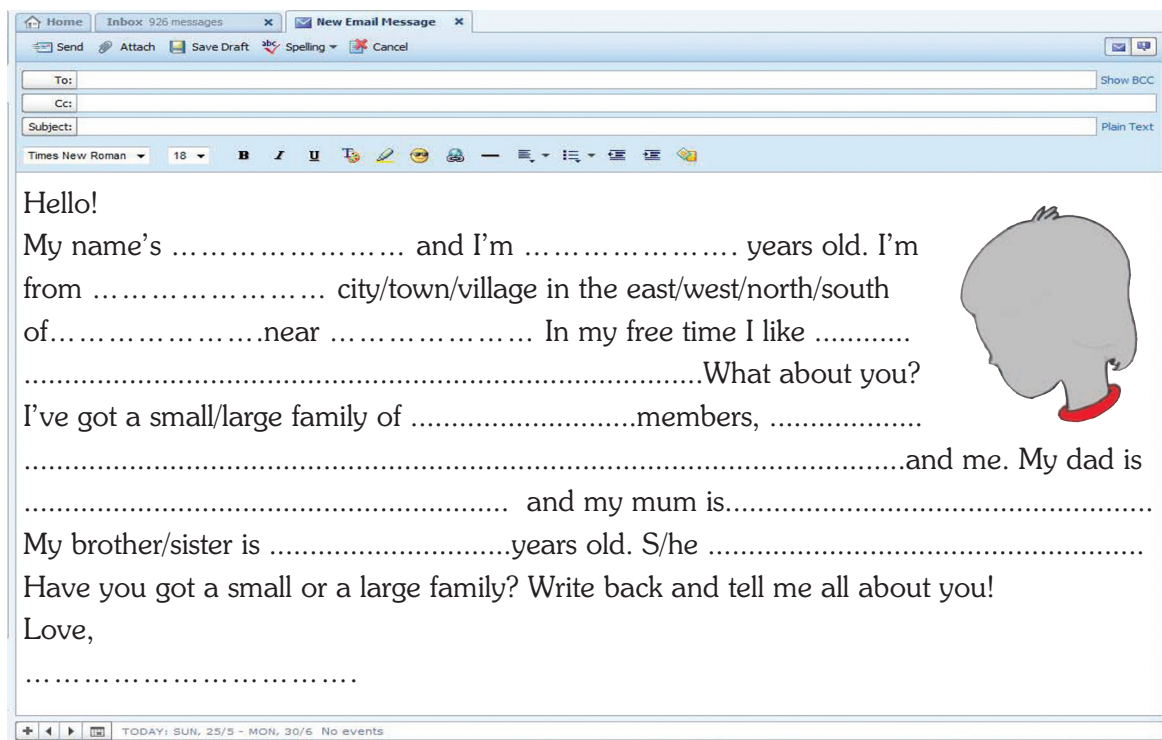 Home Inbox 926 messages × New Email Message ×
Send Attach Save Draft abc Spelling Cancel
To: Show BCC
Cc:
Subject: Plain Text
Times New Roman 18 B I U
Hello!
My name's …………………… and I'm …………………. years old. I'm
from …………………… city/town/village in the east/west/north/south
of………………….near ………………… In my free time I like ............
....................................................................................What about you?
I've got a small/large family of ............................members, ...................
.............................................................................................................and me. My dad is
............................................................ and my mum is.....................................................
My brother/sister is ..............................years old. S/he ......................................................
Have you got a small or a large family? Write back and tell me all about you!
Love,
…………………………….
TODAY: SUN, 25/5 - MON, 30/6 No events